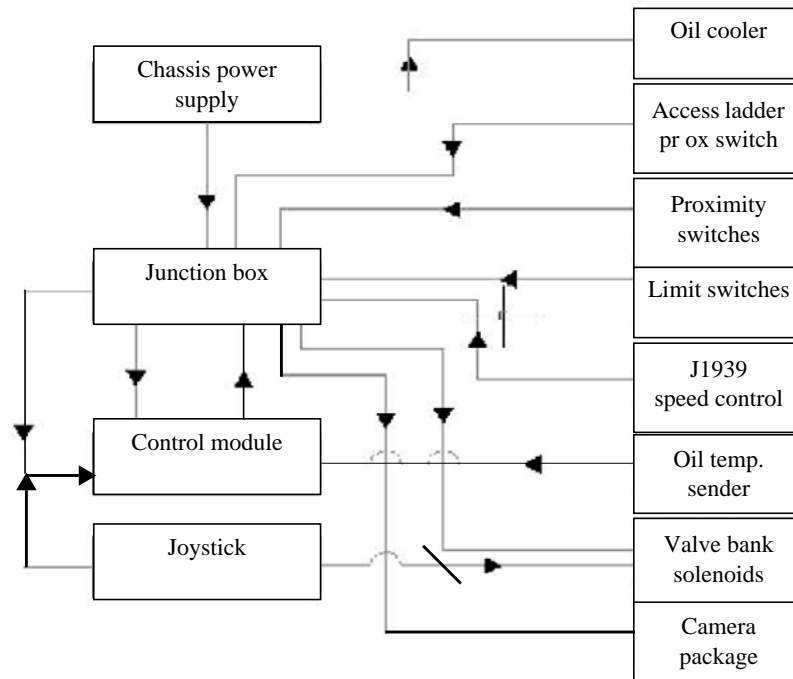 Oil cooler
Chassis power
supply
Access ladder
pr ox switch
Proximity
switches
Junction box
Limit switches
J1939
speed control
Control module
Oil temp.
sender
Joystick
Valve bank
solenoids
Camera
package